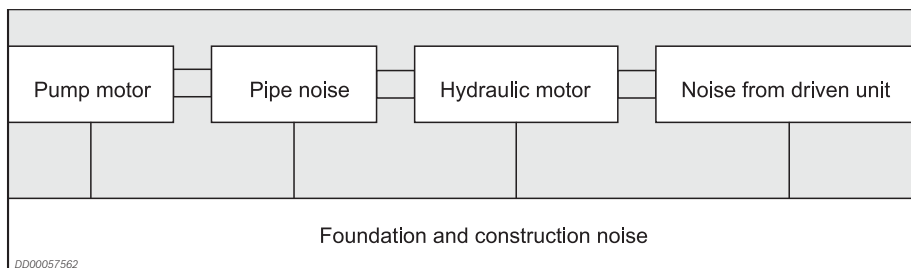 Pump motor
Pipe noise
Hydraulic motor
Noise from driven unit
Foundation and construction noise
DD00057562